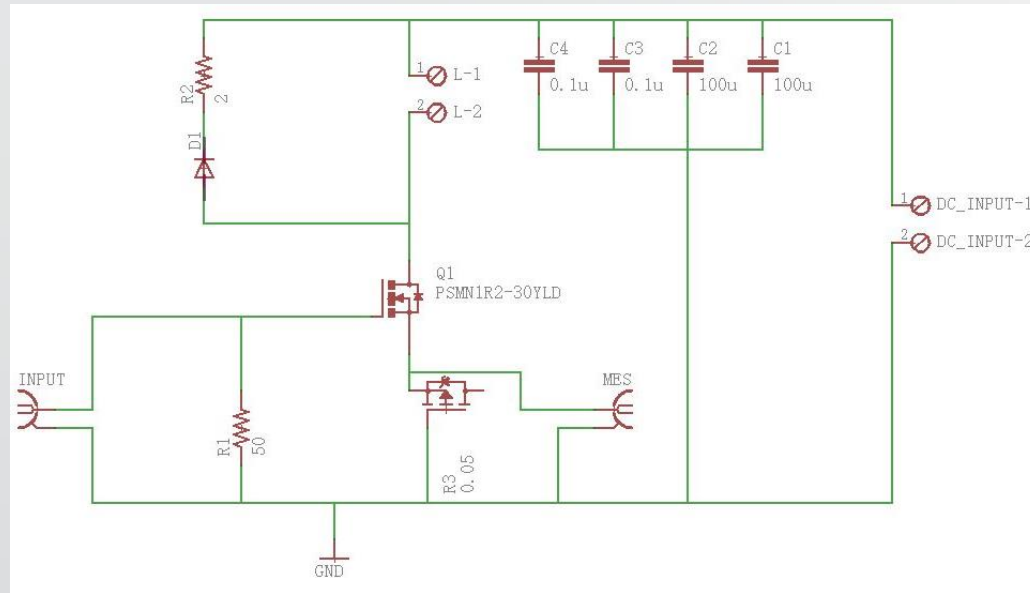 C4
0.1u
C3
0.1u
C2
100u
C1
100u
R2
2
1
L-1
2
L-2
D1
1
DC_INPUT-1
2
DC_INPUT-2
Q1
PSMN1R2-30YLD
INPUT
MES
R1
50
R3
0.05
GND